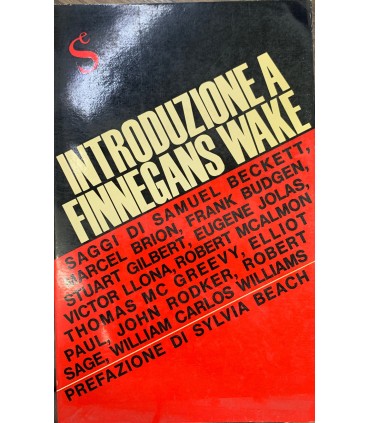 Se
INTRODUZIONE A
FINNEGANS WAKE
SAGGI DI SAMUEL BECKETT,
MARCEL BRION, FRANK BUDGEN,
STUART GILBERT, EUGENE JOLAS,
VICTOR LLONA, ROBERT MCALMON
THOMAS MC GREEVY, ELLIOT
PAUL, JOHN RODKER, ROBERT
SAGE, WILLIAM CARLOS WILLIAMS
PREFAZIONE DI SYLVIA BEACH